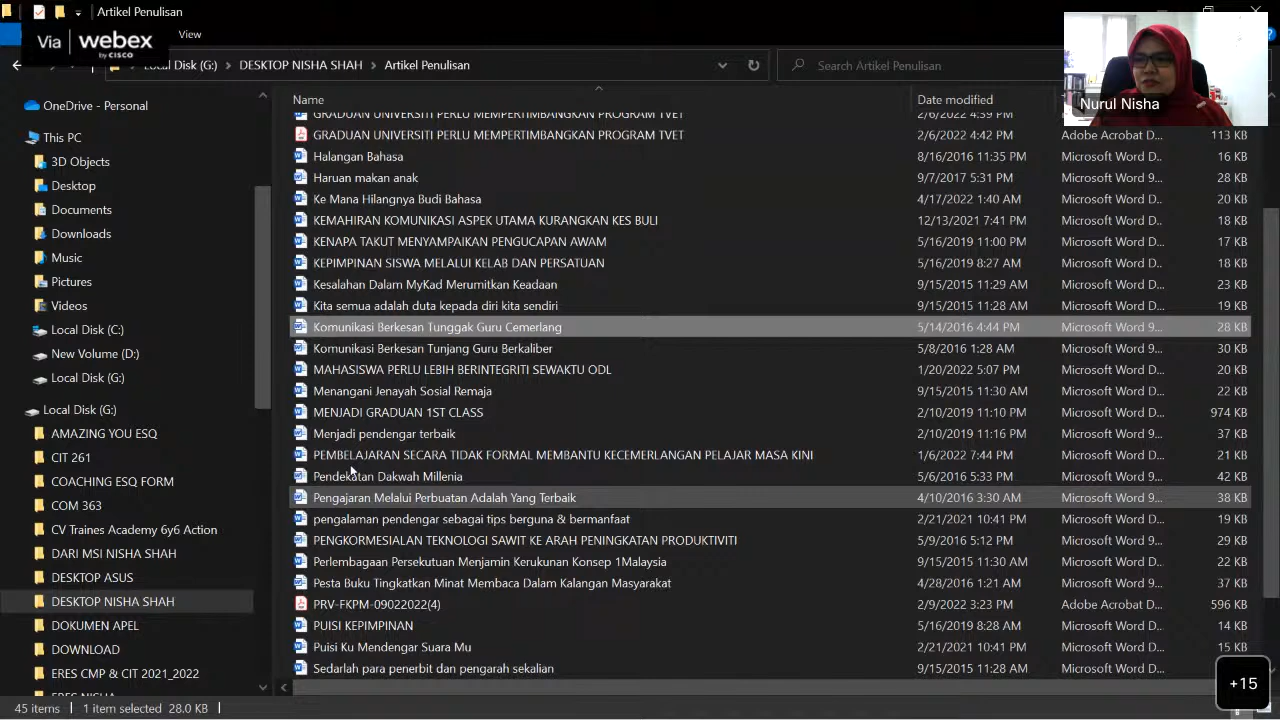 Artikel Penulisan
Via webex by CISCO
View
Local Disk (G:) DESKTOP NISHA SHAH Artikel Penulisan
Search Artikel Penulisan
Nurul Nisha
OneDrive - Personal
This PC
3D Objects
Desktop
Documents
Downloads
Music
Pictures
Videos
Local Disk (C:)
New Volume (D:)
Local Disk (G:)
Local Disk (G:)
AMAZING YOU ESQ
CIT 261
COACHING ESQ FORM
COM 363
CV Traines Academy 6y6 Action
DARI MSI NISHA SHAH
DESKTOP ASUS
DESKTOP NISHA SHAH
DOKUMEN APEL
DOWNLOAD
ERES CMP & CIT 2021_2022
ERES NISHA
Name Date modified
GRADUAN UNIVERSITI PERLU MEMPERTIMBANGKAN PROGRAM TVET 2/6/2022 4:59 PM
GRADUAN UNIVERSITI PERLU MEMPERTIMBANGKAN PROGRAM TVET 2/6/2022 4:42 PM Adobe Acrobat D... 113 KB
Halangan Bahasa 8/16/2016 11:35 PM Microsoft Word D... 16 KB
Haruan makan anak 9/7/2017 5:31 PM Microsoft Word 9... 28 KB
Ke Mana Hilangnya Budi Bahasa 4/17/2022 1:40 AM Microsoft Word D... 20 KB
KEMAHIRAN KOMUNIKASI ASPEK UTAMA KURANGKAN KES BULI 12/13/2021 7:41 PM Microsoft Word D... 18 KB
KENAPA TAKUT MENYAMPAIKAN PENGUCAPAN AWAM 5/16/2019 11:00 PM Microsoft Word D... 17 KB
KEPIMPINAN SISWA MELALUI KELAB DAN PERSATUAN 5/16/2019 8:27 AM Microsoft Word D... 18 KB
Kesalahan Dalam MyKad Merumitkan Keadaan 9/15/2015 11:29 AM Microsoft Word D... 23 KB
Kita semua adalah duta kepada diri kita sendiri 9/15/2015 11:26 AM Microsoft Word D... 19 KB
Komunikasi Berkesan Tunggak Guru Cemerlang 5/14/2016 4:44 PM Microsoft Word 9... 28 KB
Komunikasi Berkesan Tunjang Guru Berkaliber 5/8/2016 1:28 AM Microsoft Word 9... 30 KB
MAHASISWA PERLU LEBIH BERINTEGRITI SEWAKTU ODL 1/20/2022 5:07 PM Microsoft Word D... 20 KB
Menangani Jenayah Sosial Remaja 9/15/2015 11:30 AM Microsoft Word D... 22 KB
MENJADI GRADUAN 1ST CLASS 2/10/2019 11:10 PM Microsoft Word 9... 974 KB
Menjadi pendengar terbaik 2/10/2019 11:16 PM Microsoft Word 9... 37 KB
PEMBELAJARAN SECARA TIDAK FORMAL MEMBANTU KECEMERLANGAN PELAJAR MASA KINI 1/6/2022 7:44 PM Microsoft Word D... 21 KB
Pendekatan Dakwah Millenia 5/6/2016 5:33 PM Microsoft Word 9... 42 KB
Pengajaran Melalui Perbuatan Adalah Yang Terbaik 4/10/2016 3:30 AM Microsoft Word 9... 38 KB
pengalaman pendengar sebagai tips berguna & bermanfaat 2/21/2021 10:41 PM Microsoft Word D... 19 KB
PENGKORMESIALAN TEKNOLOGI SAWIT KE ARAH PENINGKATAN PRODUKTIVITI 5/9/2016 5:12 PM Microsoft Word 9... 29 KB
Perlembagaan Persekutuan Menjamin Kerukunan Konsep 1Malaysia 9/15/2015 11:30 AM Microsoft Word D... 22 KB
Pesta Buku Tingkatkan Minat Membaca Dalam Kalangan Masyarakat 4/28/2016 1:21 AM Microsoft Word 9... 37 KB
PRV-FKPM-09022022(4) 2/9/2022 3:23 PM Adobe Acrobat D... 596 KB
PUISI KEPIMPINAN 5/16/2019 8:28 AM Microsoft Word D... 14 KB
Puisi Ku Mendengar Suara Mu 2/21/2021 10:41 PM Microsoft Word D... 15 KB
Sedarlah para penerbit dan pengarah sekalian 9/15/2015 11:28 AM Microsoft Word D...
+15
45 items 1 item selected 28.0 KB